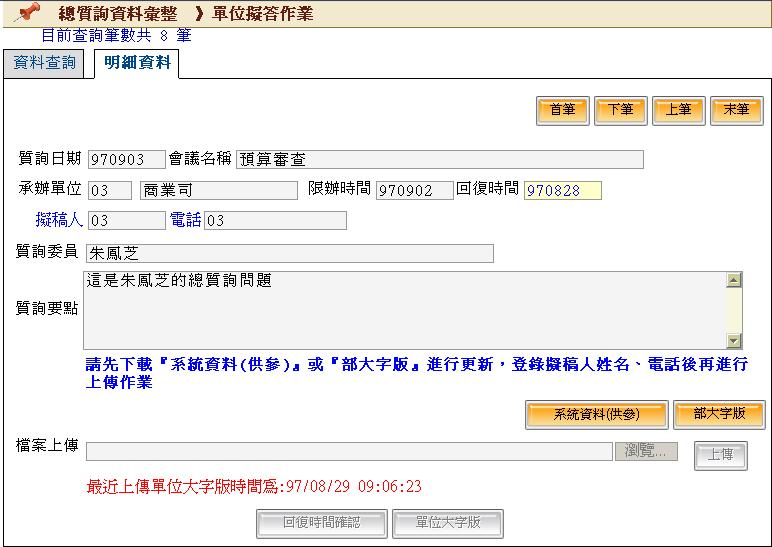 總質詢資料彙整 》單位擬答作業
目前查詢筆數共 8 筆
資料查詢 明細資料
首筆 下筆 上筆 末筆
質詢日期 970903 會議名稱 預算審查
承辦單位 03 商業司 限辦時間 970902 回復時間 970828
擬稿人 03 電話 03
質詢委員 朱鳳芝
這是朱鳳芝的總質詢問題
質詢要點
請先下載『系統資料(供參)』或『部大字版』進行更新，登錄擬稿人姓名、電話後再進行
上傳作業
系統資料(供參) 部大字版
檔案上傳 瀏覽... 上傳
最近上傳單位大字版時間為:97/08/29 09:06:23
回復時間確認 單位大字版